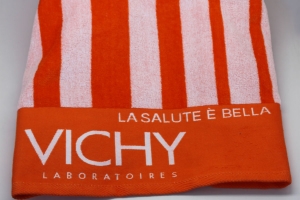 LA SALUTE È BELLA
VICHY
LABORATOIRES